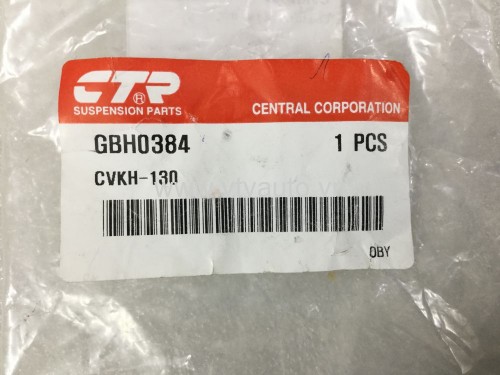 CTR®
SUSPENSION PARTS
CENTRAL CORPORATION
GBH0384 1 PCS
CVKH-130
OBY